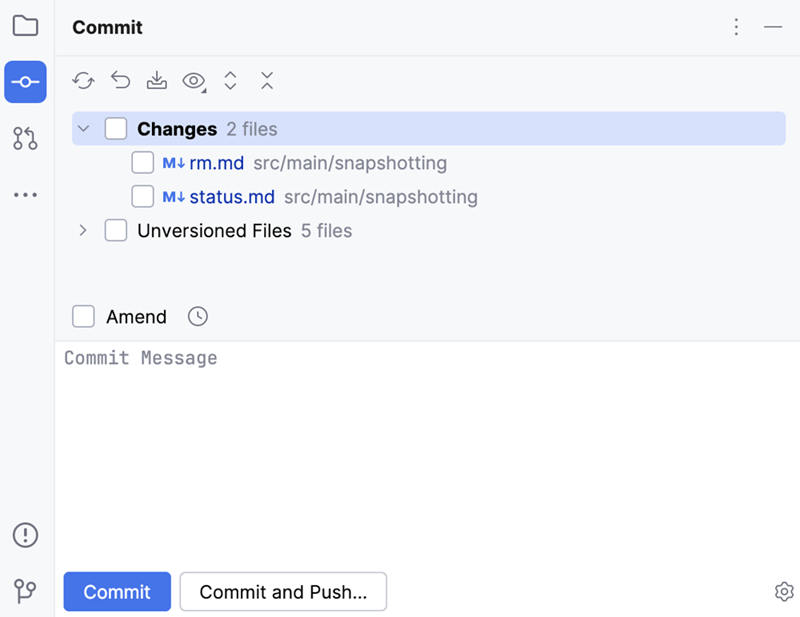 Commit
Changes 2 files
M↓ rm.md src/main/snapshotting
M↓ status.md src/main/snapshotting
Unversioned Files 5 files
Amend
Commit Message
Commit Commit and Push...